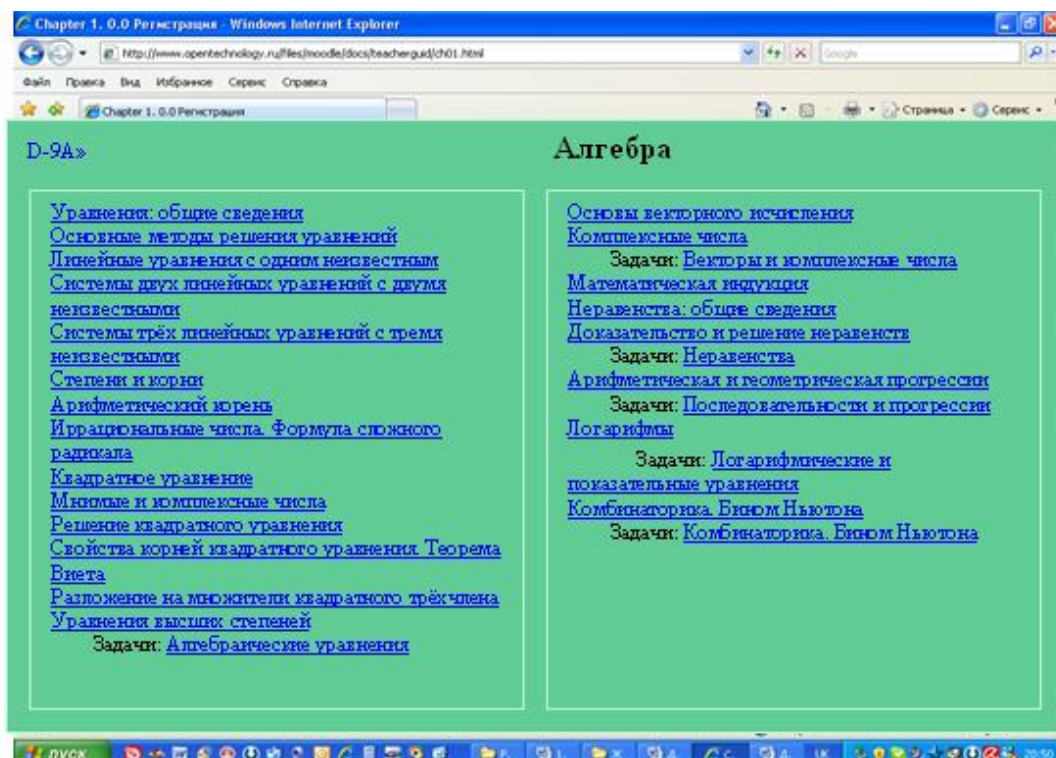 Chapter 1. 0.0 Регистрация - Windows Internet Explorer
http://www.opentechnology.ru/files/moodle/docs/teacherguid/ch01.html
Google
Файл Правка Вид Избранное Сервис Справка
Chapter 1. 0.0 Регистрация
Страница Сервис
D-9А»
Алгебра
Уравнения: общие сведения
Основные методы решения уравнений
Линейные уравнения с одним неизвестным
Системы двух линейных уравнений с двумя
неизвестными
Системы трёх линейных уравнений с тремя
неизвестными
Степени и корни
Арифметический корень
Иррациональные числа. Формула сложного
радикала
Квадратное уравнение
Мнимые и комплексные числа
Решение квадратного уравнения
Свойства корней квадратного уравнения. Теорема
Виета
Разложение на множители квадратного трёхчлена
Уравнения высших степеней
Задачи: Алгебраические уравнения
Основы векторного исчисления
Комплексные числа
Задачи: Векторы и комплексные числа
Математическая индукция
Неравенства: общие сведения
Доказательство и решение неравенств
Задачи: Неравенства
Арифметическая и геометрическая прогрессии
Задачи: Последовательности и прогрессии
Логарифмы
Задачи: Логарифмические и
показательные уравнения
Комбинаторика. Бином Ньютона
Задачи: Комбинаторика. Бином Ньютона
пуск
UK
20:50